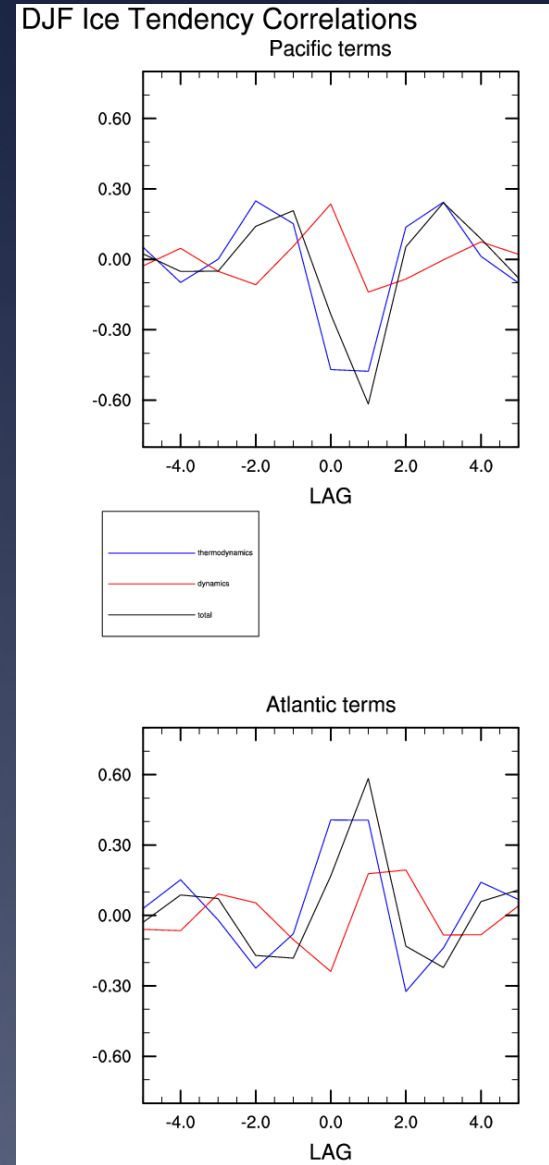 DJF Ice Tendency Correlations
Pacific terms
0.60
0.30
0.00
-0.30
-0.60
-4.0 -2.0 0.0 2.0 4.0
LAG
thermodynamics
dynamics
total
Atlantic terms
0.60
0.30
0.00
-0.30
-0.60
-4.0 -2.0 0.0 2.0 4.0
LAG